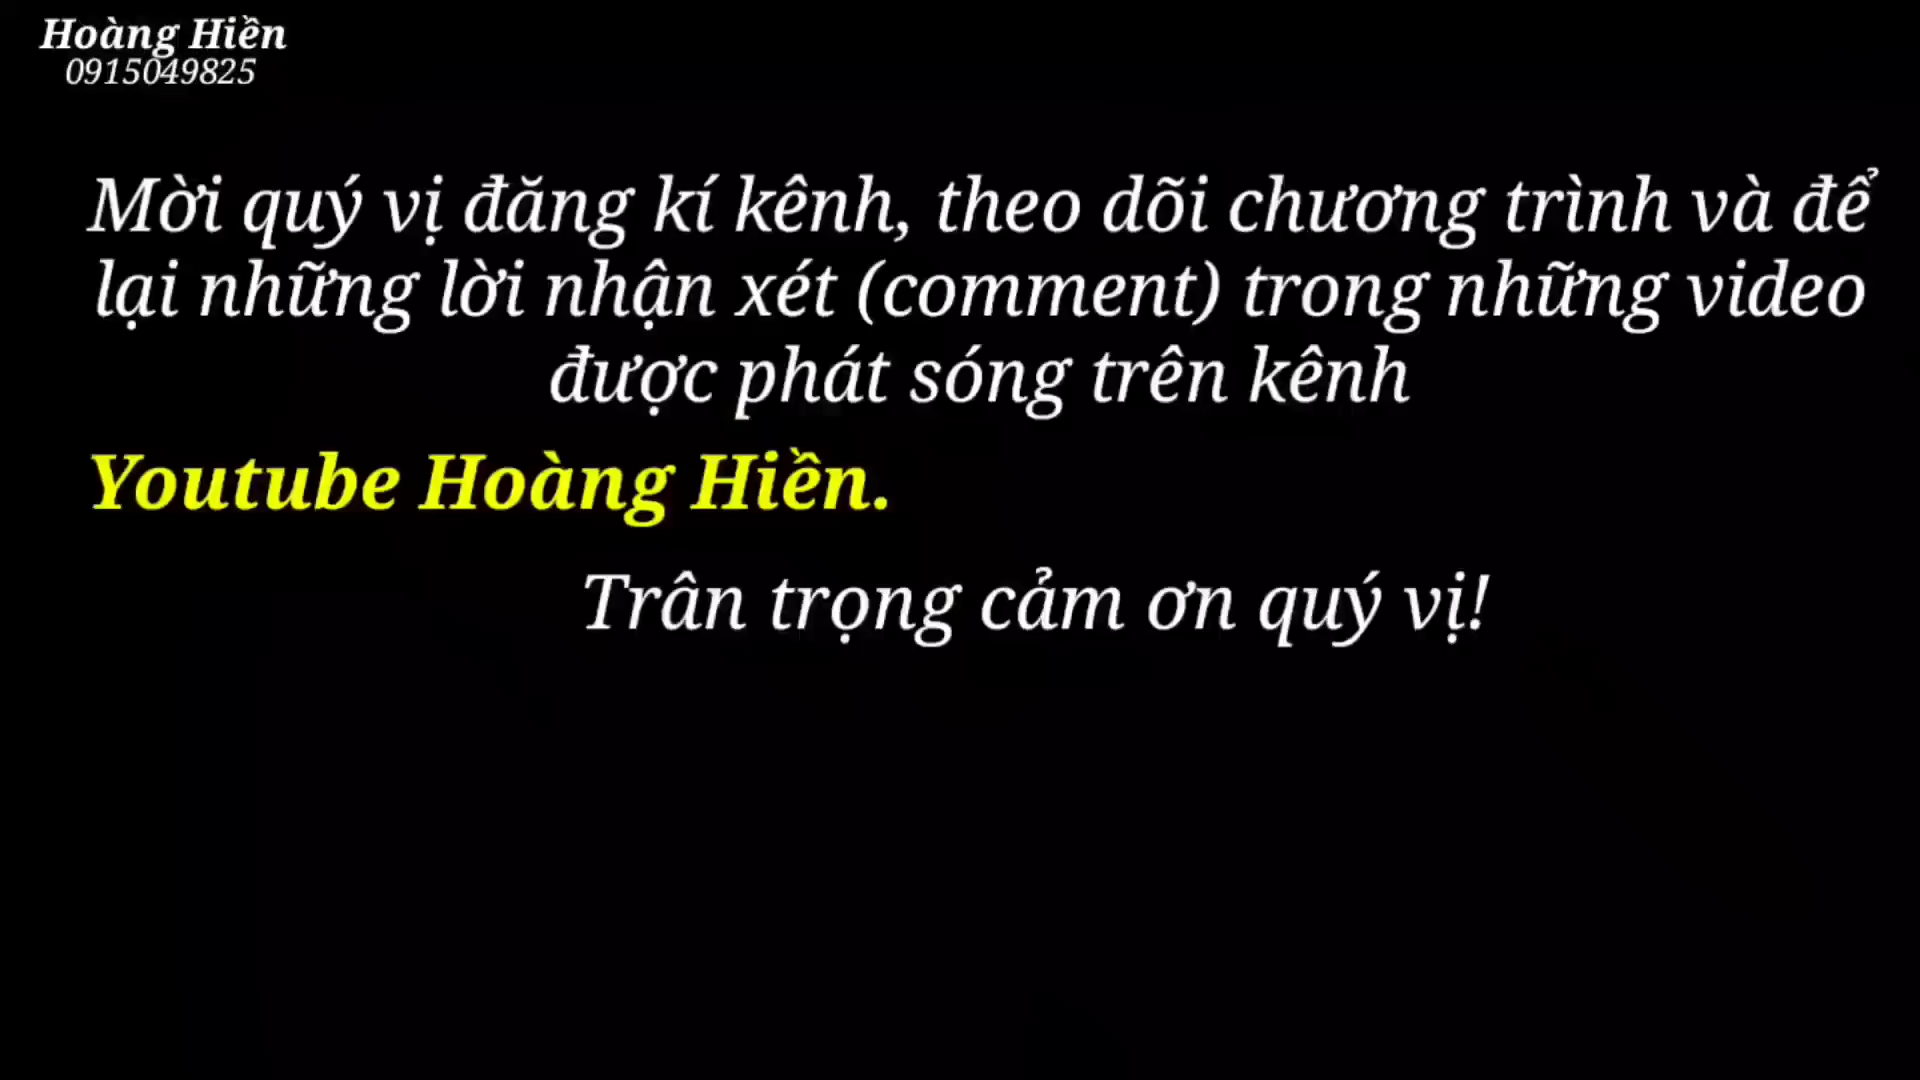 Hoàng Hiền
0915049825
Mời quý vị đăng kí kênh, theo dõi chương trình và để
lại những lời nhận xét (comment) trong những video
được phát sóng trên kênh
Youtube Hoàng Hiền.
Trân trọng cảm ơn quý vị!